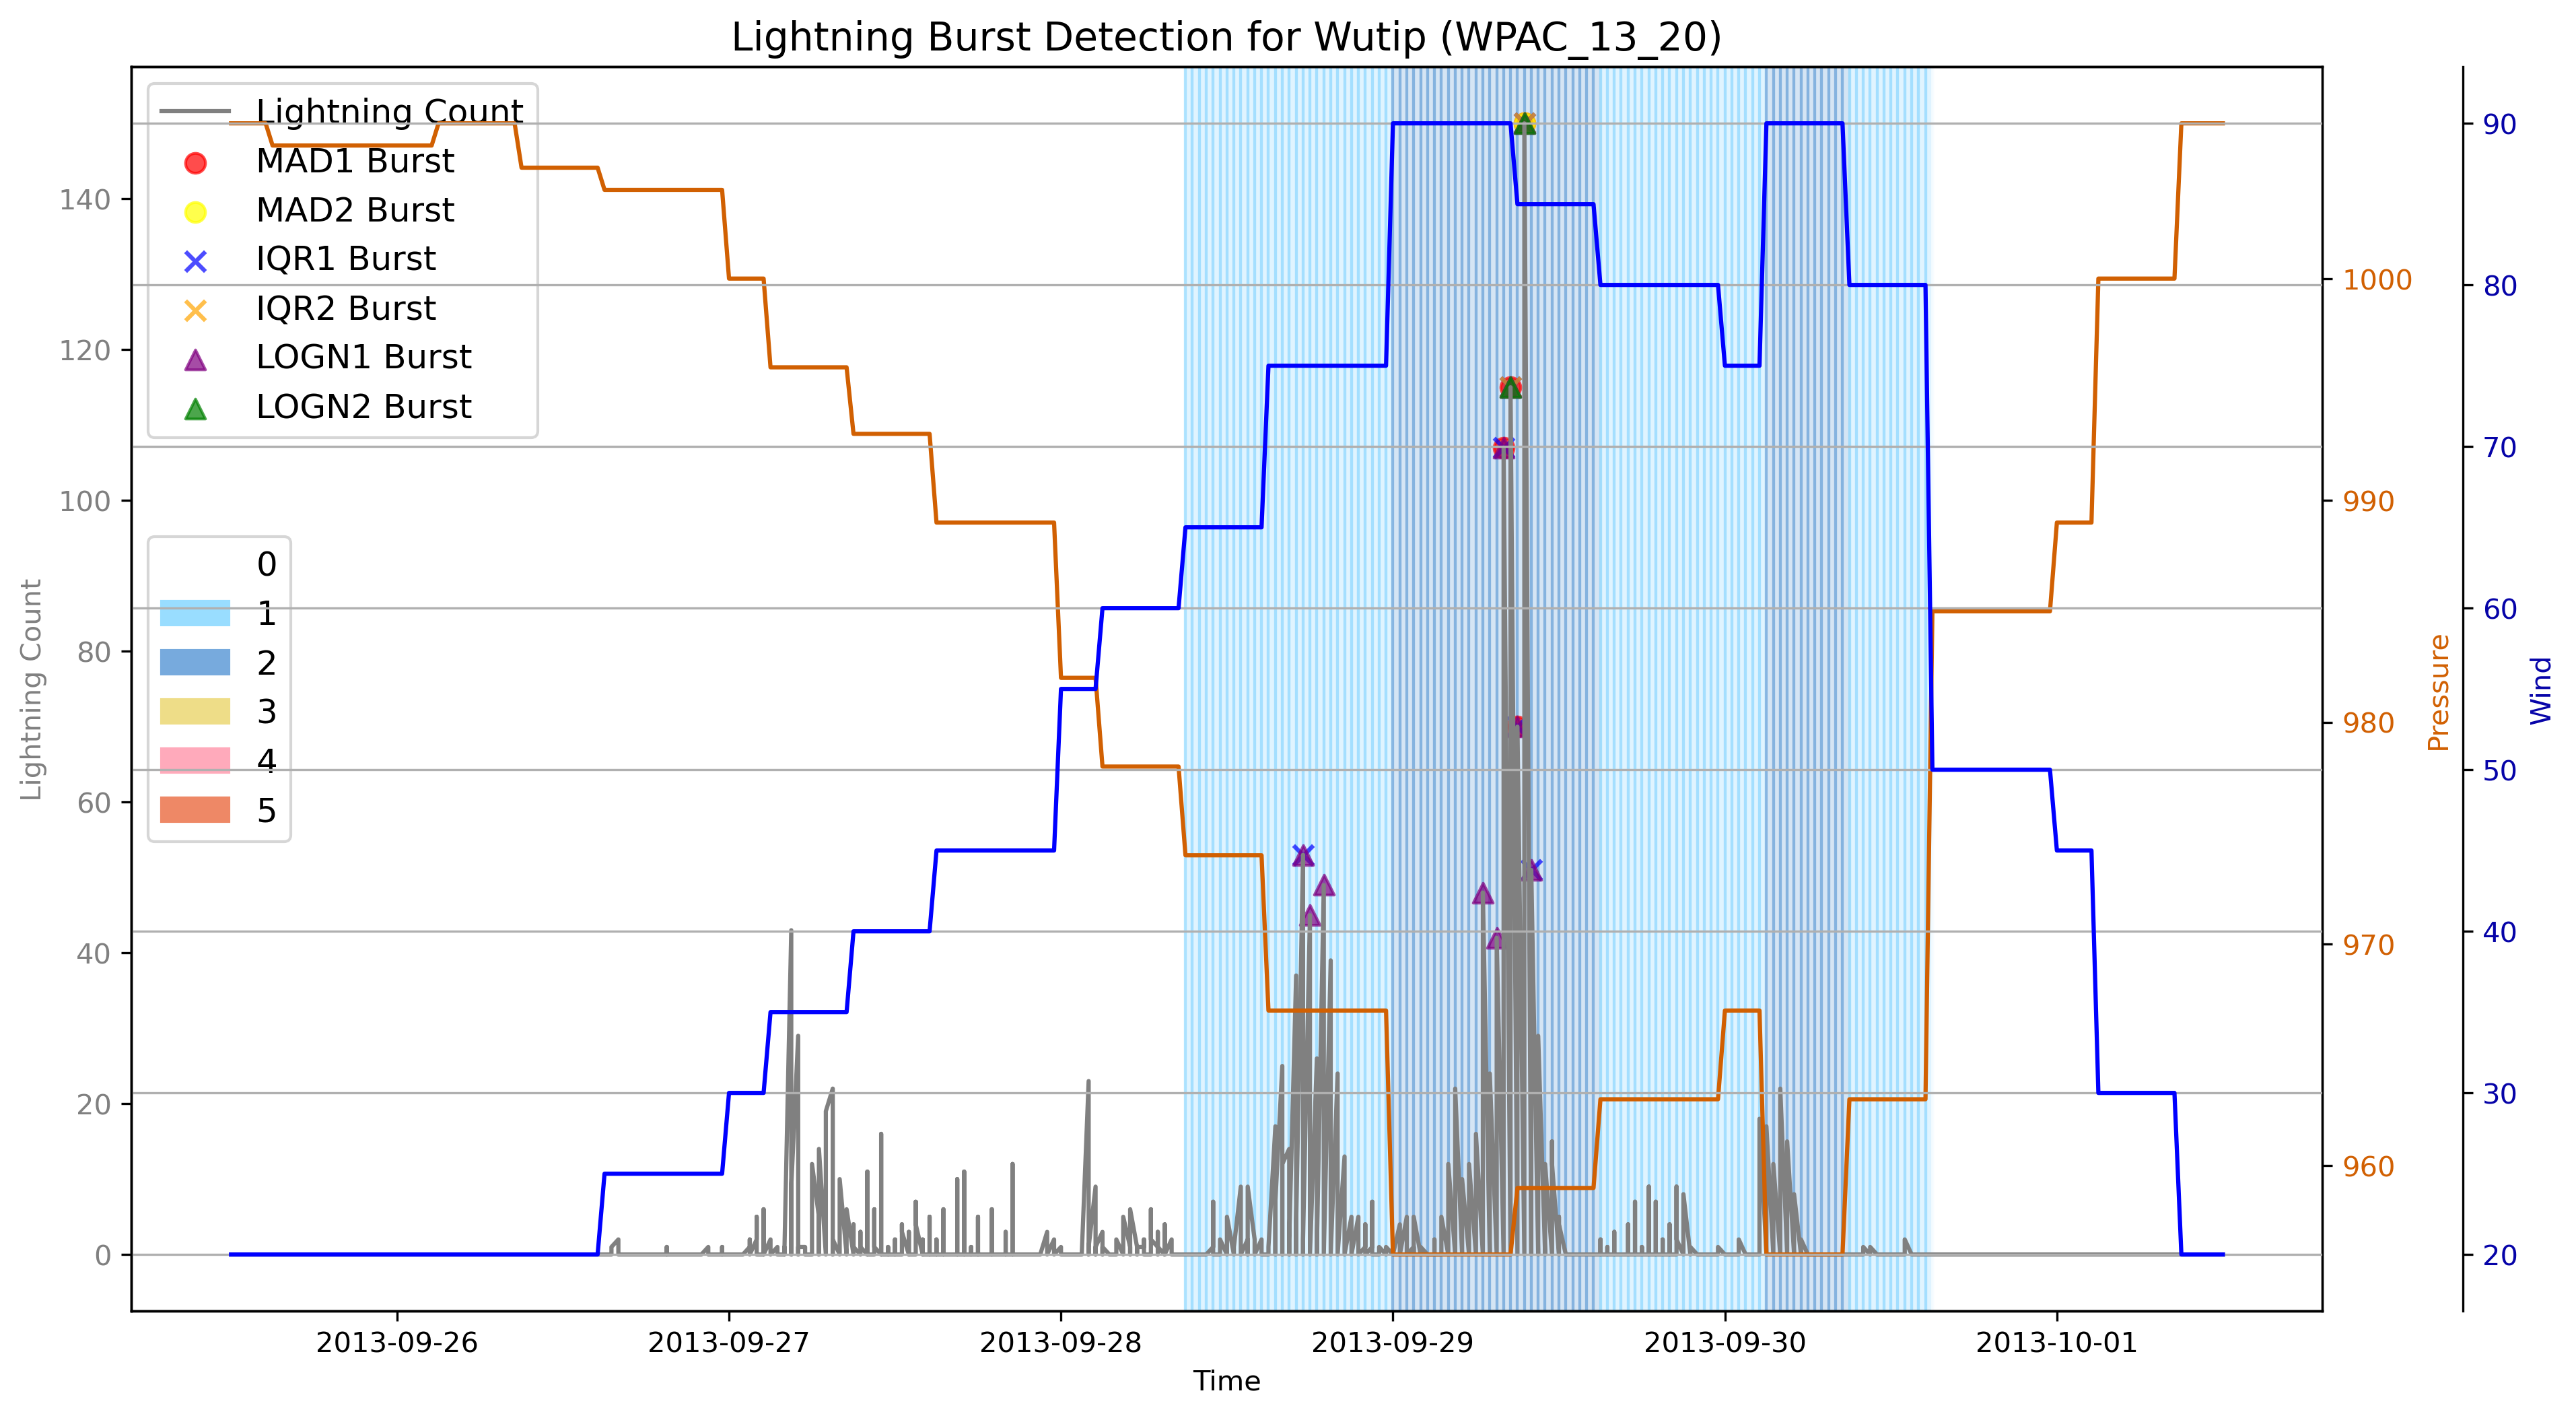 Lightning Burst Detection for Wutip (WPAC_13_20)
Lightning Count
MAD1 Burst
MAD2 Burst
IQR1 Burst
IQR2 Burst
LOGN1 Burst
LOGN2 Burst
0
1
2
3
4
5
Lightning Count
140
120
100
80
60
40
20
0
1000
990
980
970
960
Pressure
90
80
70
60
50
40
30
20
Wind
2013-09-26
2013-09-27
2013-09-28
2013-09-29
2013-09-30
2013-10-01
Time